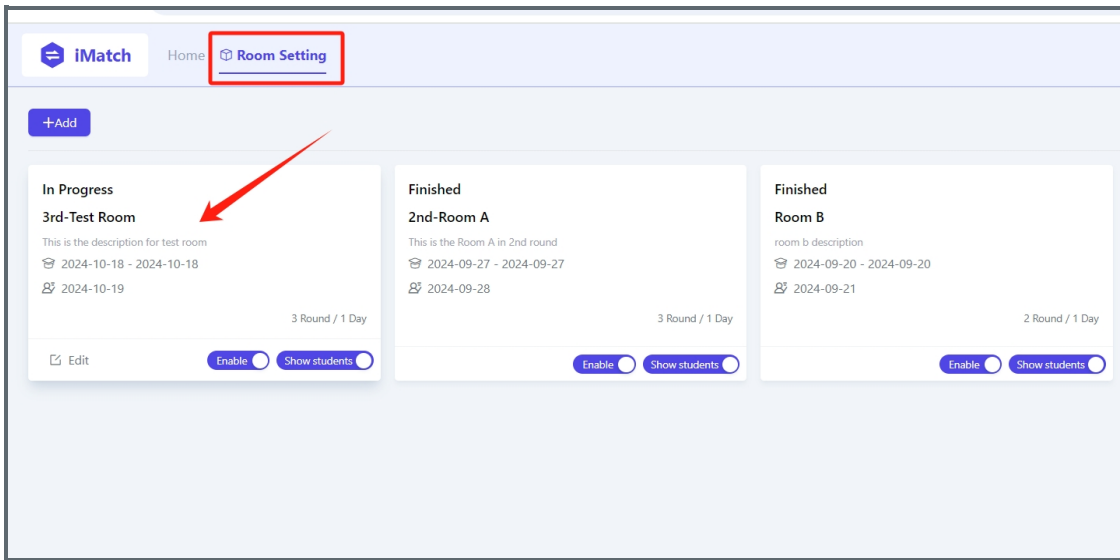 iMatch
Home Room Setting
+Add
In Progress
3rd-Test Room
This is the description for test room
2024-10-18 - 2024-10-18
2024-10-19
3 Round / 1 Day
Edit Enable Show students
Finished
2nd-Room A
This is the Room A in 2nd round
2024-09-27 - 2024-09-27
2024-09-28
3 Round / 1 Day
Enable Show students
Finished
Room B
room b description
2024-09-20 - 2024-09-20
2024-09-21
2 Round / 1 Day
Enable Show students